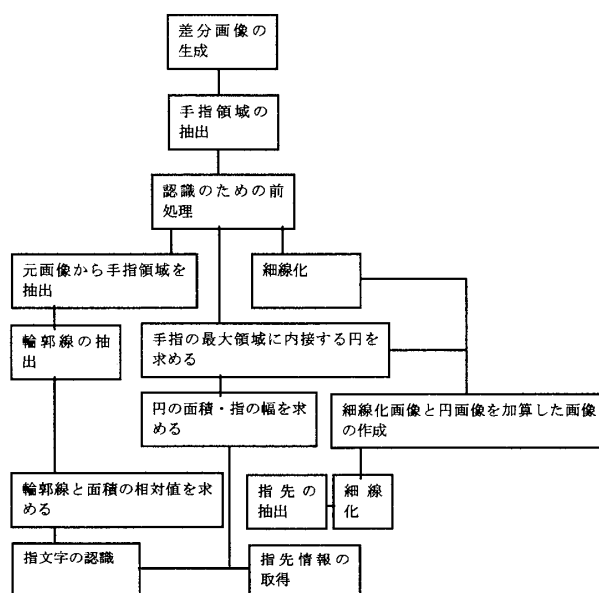 差分画像の
生成
手指領域の
抽出
認識のための前
処理
元画像から手指領域を
抽出
細線化
輪郭線の抽
出
手指の最大領域に内接する円を
求める
円の面積・指の幅を求
める
細線化画像と円画像を加算した画像
の作成
輪郭線と面積の相対値を求
める
指先の
抽出
細線
化
指文字の認識
指先情報の
取得